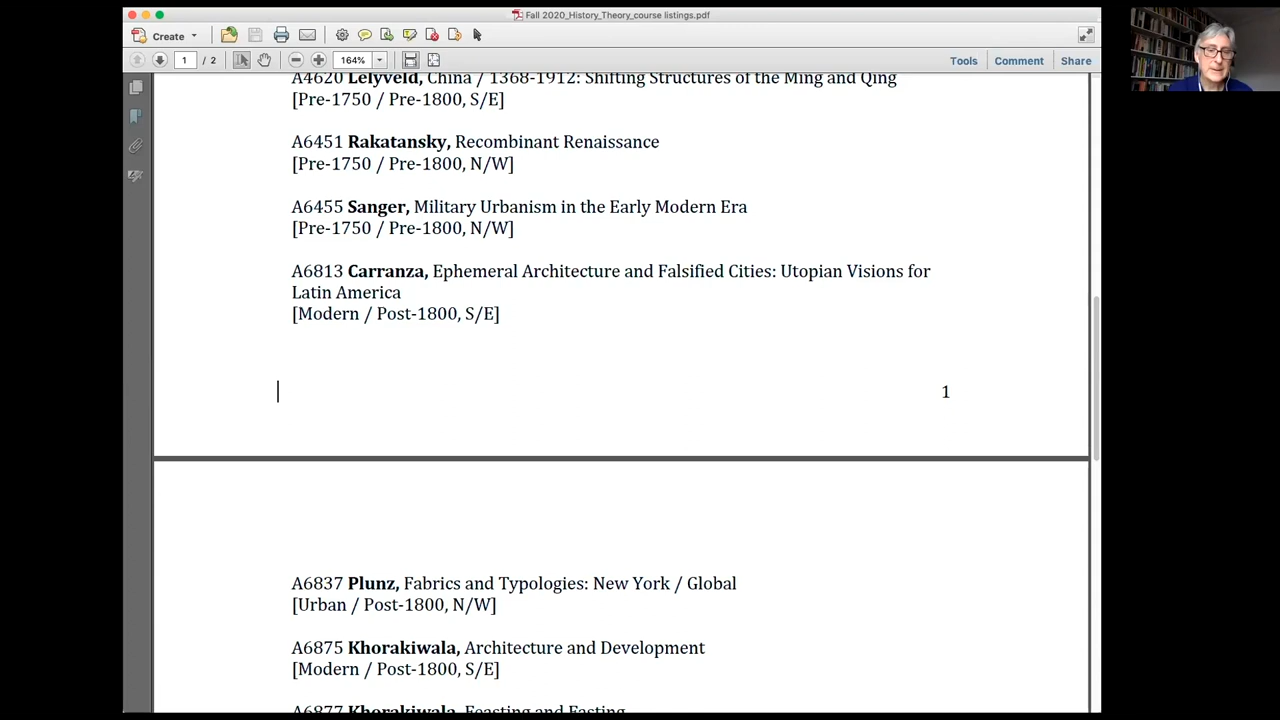 Fall 2020_History_Theory_course listings.pdf
Create
1 / 2
164%
Tools Comment Share
A4620 Lelyveld, China / 1368-1912: Shifting Structures of the Ming and Qing
[Pre-1750 / Pre-1800, S/E]
A6451 Rakatansky, Recombinant Renaissance
[Pre-1750 / Pre-1800, N/W]
A6455 Sanger, Military Urbanism in the Early Modern Era
[Pre-1750 / Pre-1800, N/W]
A6813 Carranza, Ephemeral Architecture and Falsified Cities: Utopian Visions for
Latin America
[Modern / Post-1800, S/E]
1
A6837 Plunz, Fabrics and Typologies: New York / Global
[Urban / Post-1800, N/W]
A6875 Khorakiwala, Architecture and Development
[Modern / Post-1800, S/E]
A6877 Khorakiwala, Feasting and Fasting